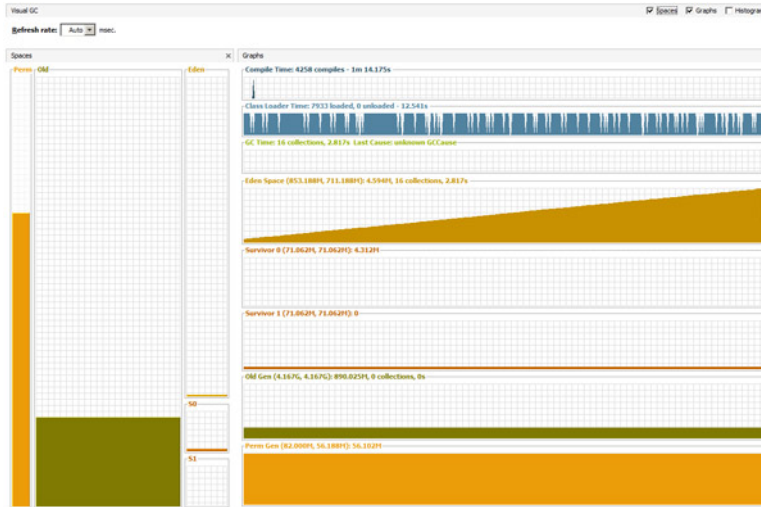 Visual GC
Spaces Graphs Histogra
Refresh rate: Auto msec.
Spaces
Perm Old Eden
S0
S1
Graphs
Compile Time: 4258 compiles - 1m 14.175s
Class Loader Time: 7933 loaded, 0 unloaded - 12.541s
GC Time: 16 collections, 2.817s Last Cause: unknown GCCause
Eden Space (853.188M, 711.188M): 4.594M, 16 collections, 2.817s
Survivor 0 (71.062M, 71.062M): 4.312M
Survivor 1 (71.062M, 71.062M): 0
Old Gen (4.167G, 4.167G): 890.025M, 0 collections, 0s
Perm Gen (82.000M, 56.188M): 56.102M